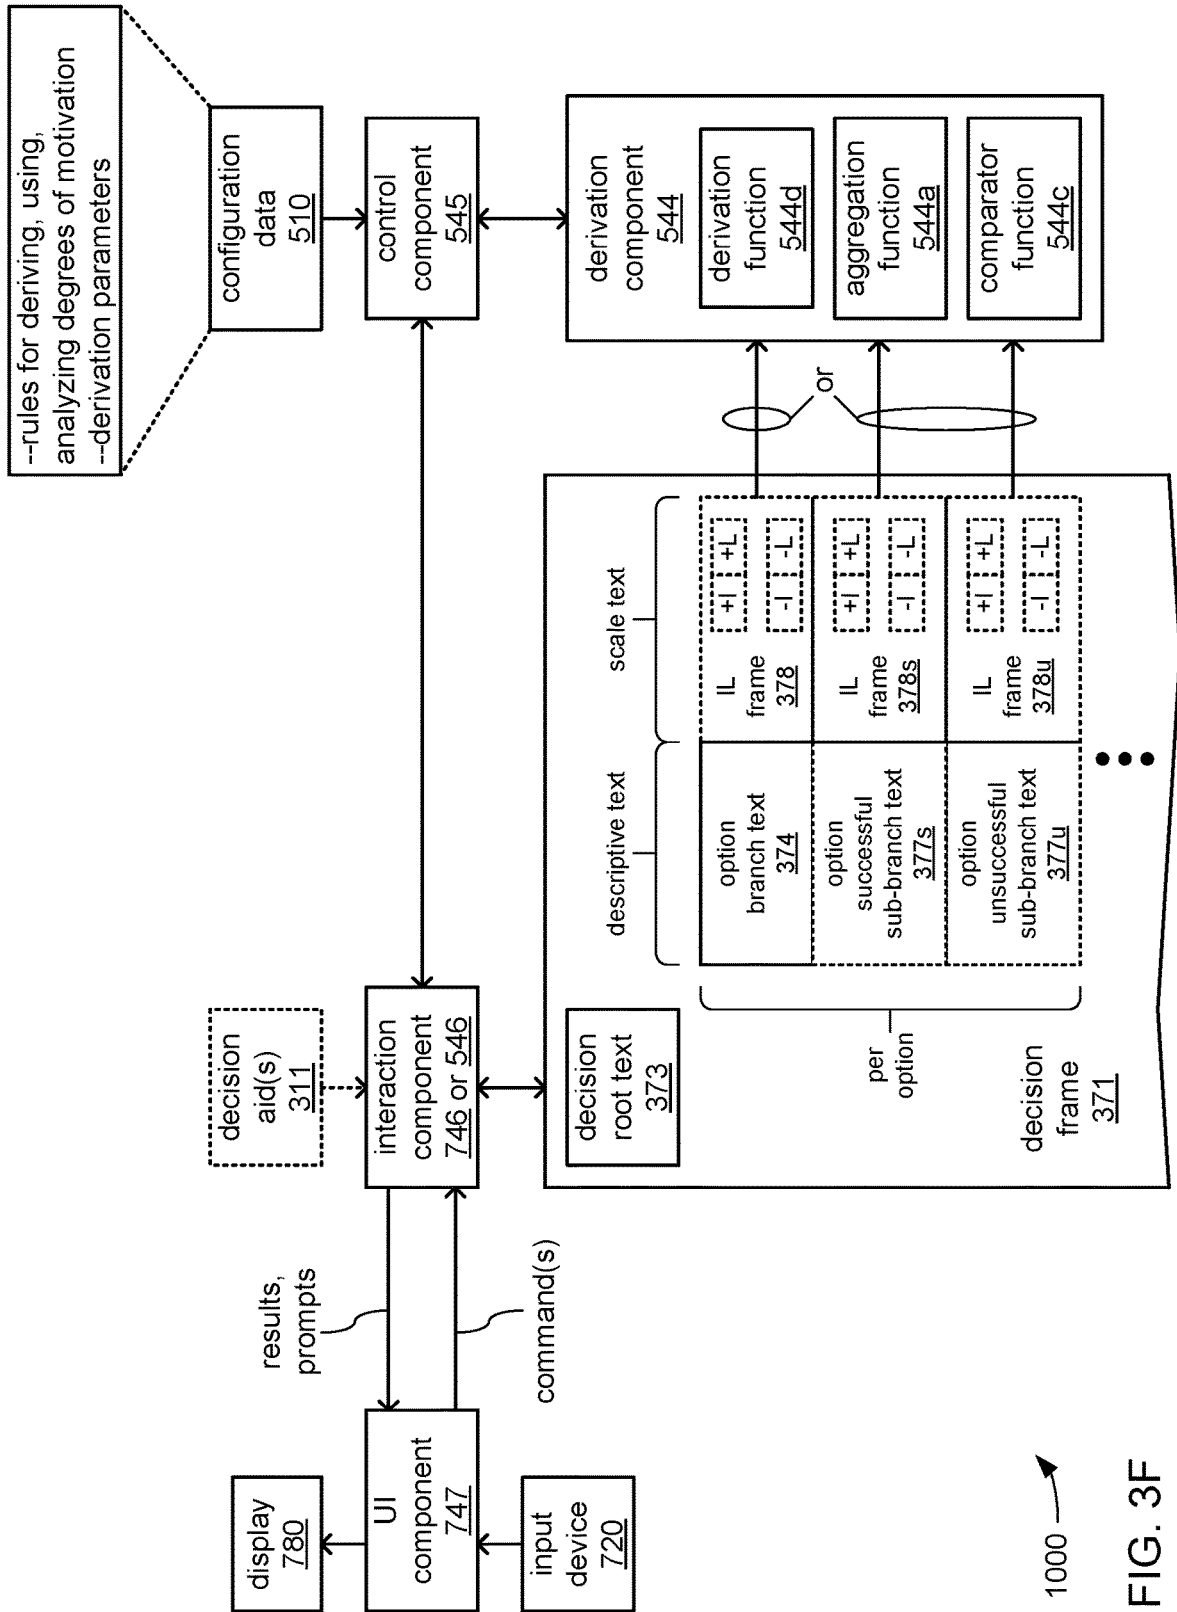 --rules for deriving, using,
analyzing degrees of motivation
--derivation parameters
configuration
data
510
control
component
545
derivation
component
544
derivation
function
544d
aggregation
function
544a
comparator
function
544c
or
decision
aid(s)
311
interaction
component
746 or 546
results,
prompts
command(s)
display
780
UI
component
747
input
device
720
decision
root text
373
descriptive text
scale text
option
branch text
374
IL
frame
378
+I
+L
-I
-L
option
successful
sub-branch text
377s
IL
frame
378s
+I
+L
-I
-L
option
unsuccessful
sub-branch text
377u
IL
frame
378u
+I
+L
-I
-L
per
option
decision
frame
371
1000
FIG. 3F